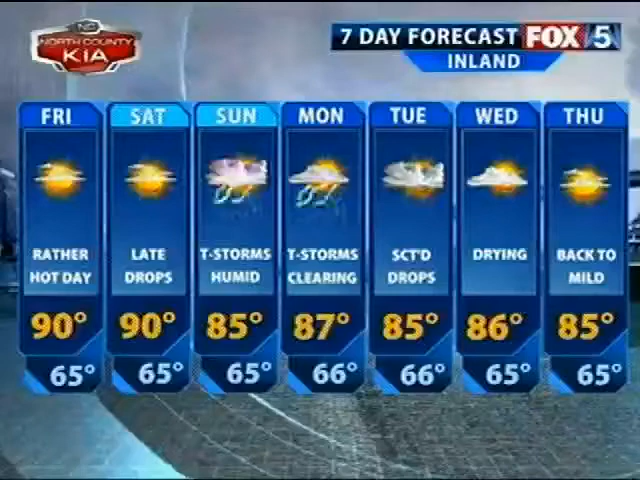 NC
NORTH COUNTY
KIA
7 DAY FORECAST FOX 5
INLAND
FRI SAT SUN MON TUE WED THU
RATHER LATE T-STORMS T-STORMS SCT'D DRYING BACK TO
HOT DAY DROPS HUMID CLEARING DROPS MILD
90° 90° 85° 87° 85° 86° 85°
65° 65° 65° 66° 66° 65° 65°